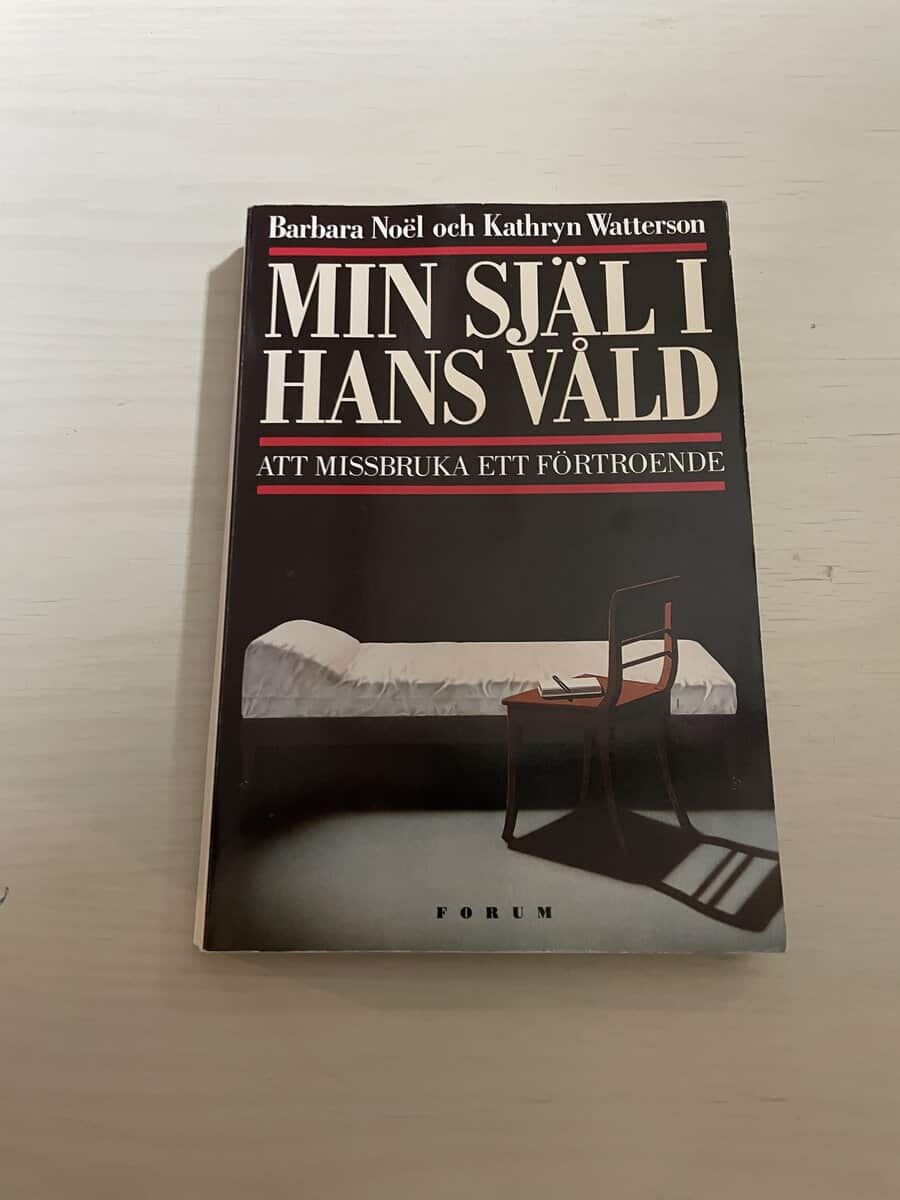 Barbara Noël och Kathryn Watterson
MIN SJÄL I
HANS VÅLD
ATT MISSBRUKA ETT FÖRTROENDE
FORUM